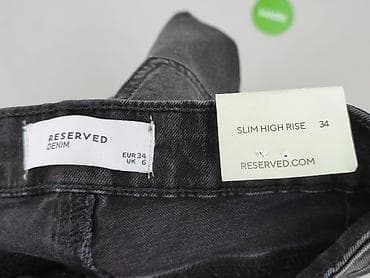 RESERVED
DENIM
EUR 34
UK 6
SLIM HIGH RISE 34
RESERVED.COM